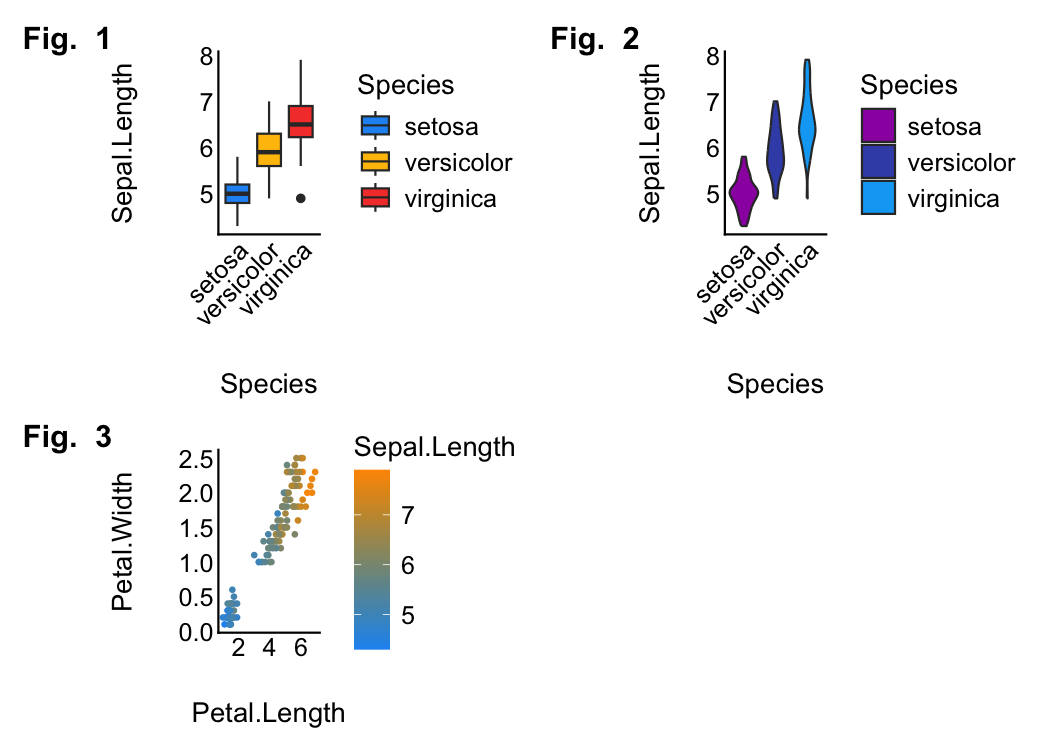 Fig. 1
Sepal.Length
8
7
6
5
setosa
versicolor
virginica
Species
Species
setosa
versicolor
virginica
Fig. 2
Sepal.Length
8
7
6
5
setosa
versicolor
virginica
Species
Species
setosa
versicolor
virginica
Fig. 3
Petal.Width
2.5
2.0
1.5
1.0
0.5
0.0
2 4 6
Petal.Length
Sepal.Length
7
6
5